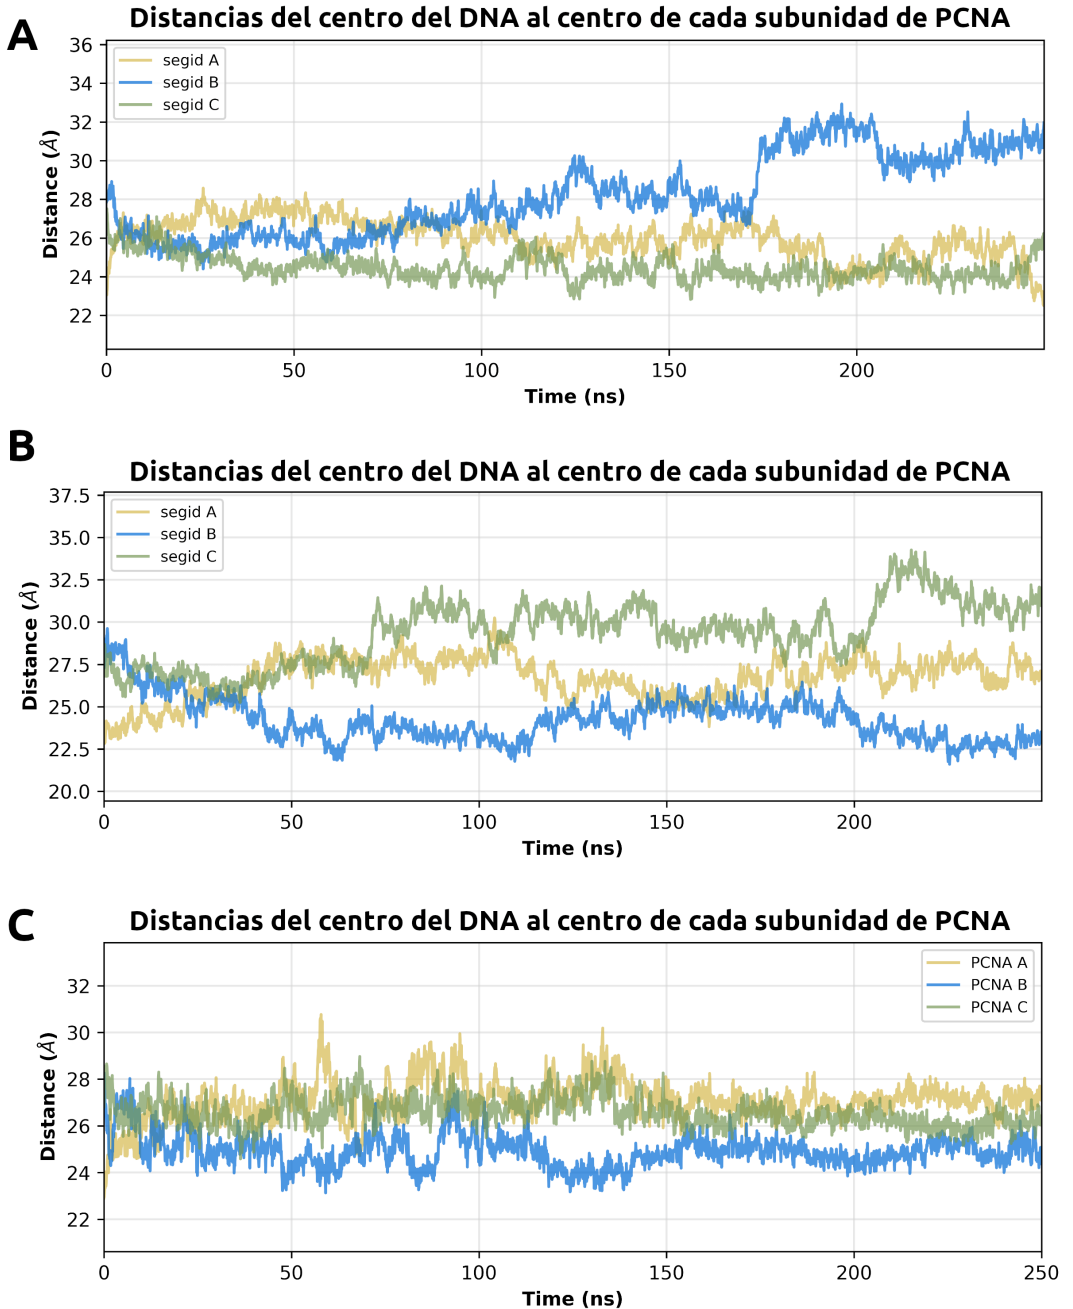 A
Distancias del centro del DNA al centro de cada subunidad de PCNA
36
34
32
30
28
26
24
22
Distance (Å)
segid A
segid B
segid C
0
50
100
150
200
Time (ns)
B
Distancias del centro del DNA al centro de cada subunidad de PCNA
37.5
35.0
32.5
30.0
27.5
25.0
22.5
20.0
Distance (Å)
segid A
segid B
segid C
0
50
100
150
200
Time (ns)
C
Distancias del centro del DNA al centro de cada subunidad de PCNA
32
30
28
26
24
22
Distance (Å)
PCNA A
PCNA B
PCNA C
0
50
100
150
200
250
Time (ns)